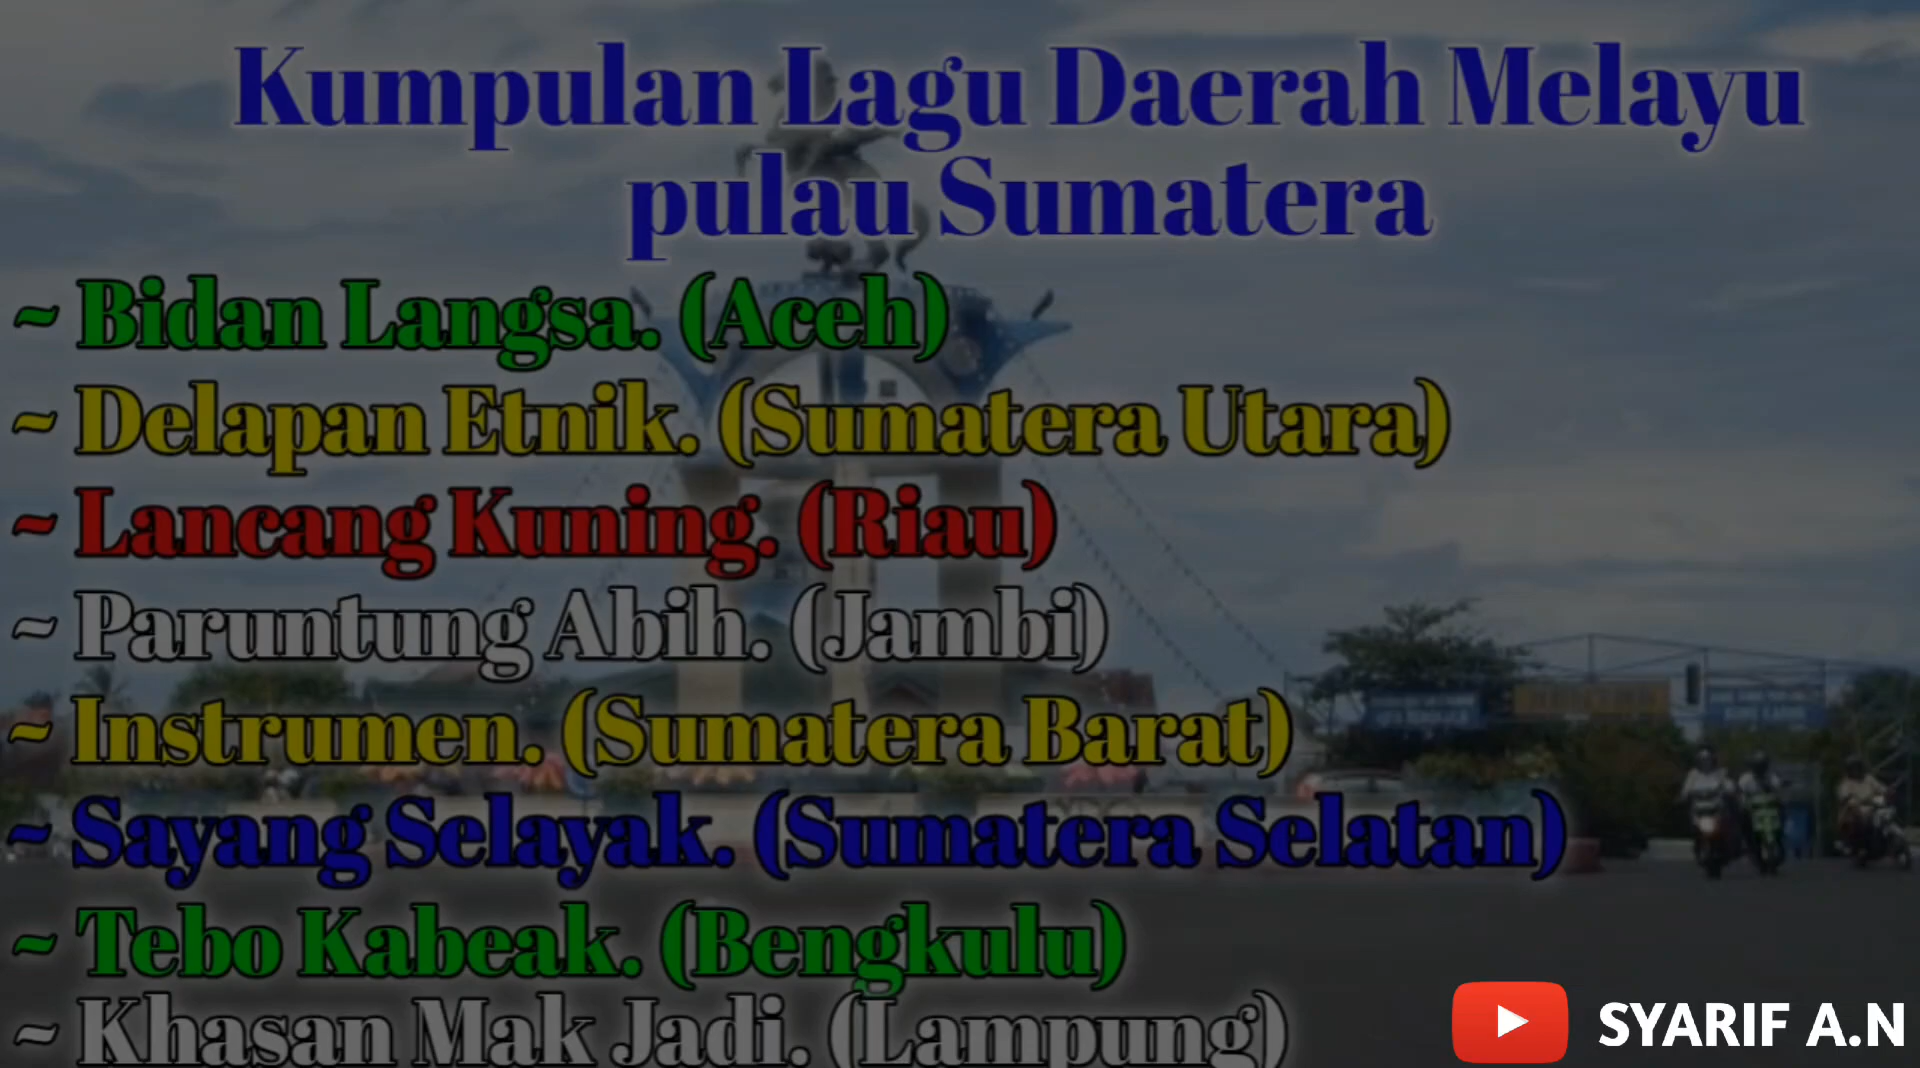 Kumpulan Lagu Daerah Melayu
pulau Sumatera
~ Bidan Langsa. (Aceh)
~ Delapan Etnik. (Sumatera Utara)
~ Lancang Kuning. (Riau)
~ Paruntung Abih. (Jambi)
~ Instrumen. (Sumatera Barat)
~ Sayang Selayak. (Sumatera Selatan)
~ Tebo Kabeak. (Bengkulu)
~ Khasan Mak Jadi. (Lampung)
SYARIF A.N